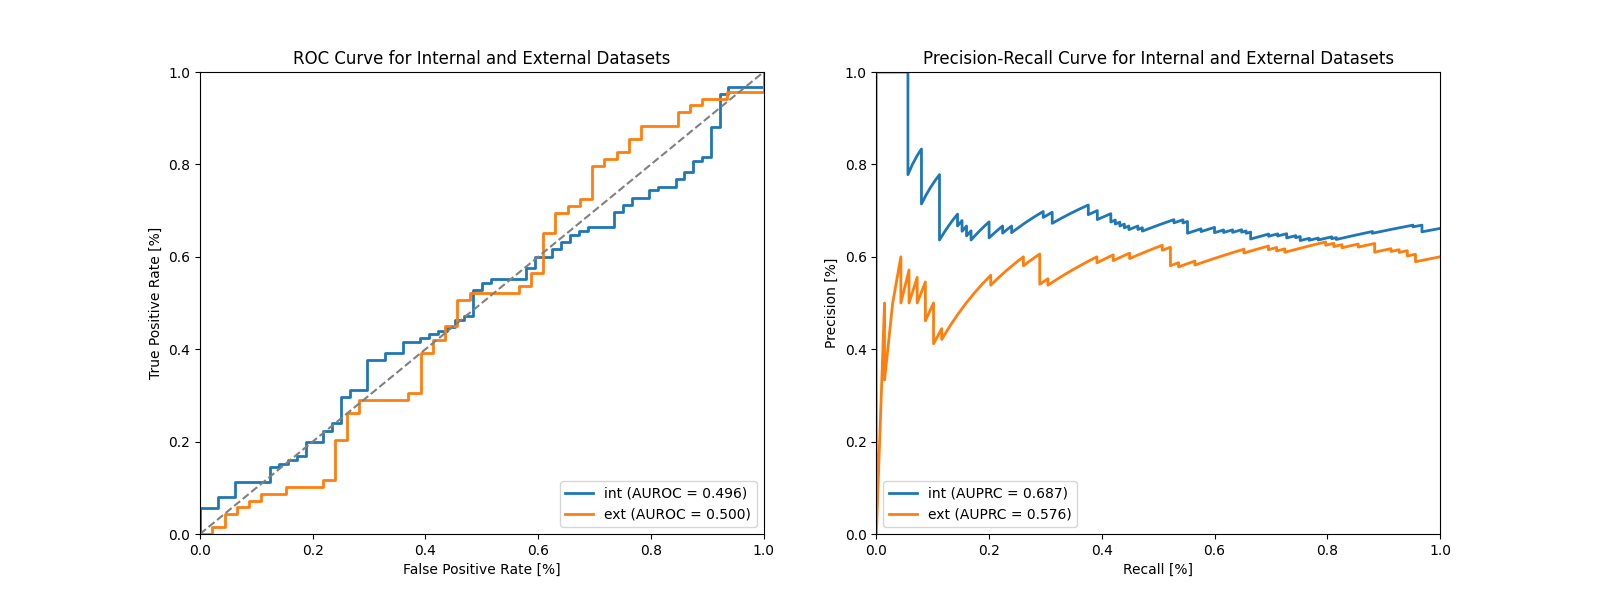 ROC Curve for Internal and External Datasets
1.0
0.8
0.6
0.4
0.2
0.0
True Positive Rate [%]
int (AUROC = 0.496)
ext (AUROC = 0.500)
0.0 0.2 0.4 0.6 0.8 1.0
False Positive Rate [%]
Precision-Recall Curve for Internal and External Datasets
1.0
0.8
0.6
0.4
0.2
0.0
Precision [%]
int (AUPRC = 0.687)
ext (AUPRC = 0.576)
0.0 0.2 0.4 0.6 0.8 1.0
Recall [%]